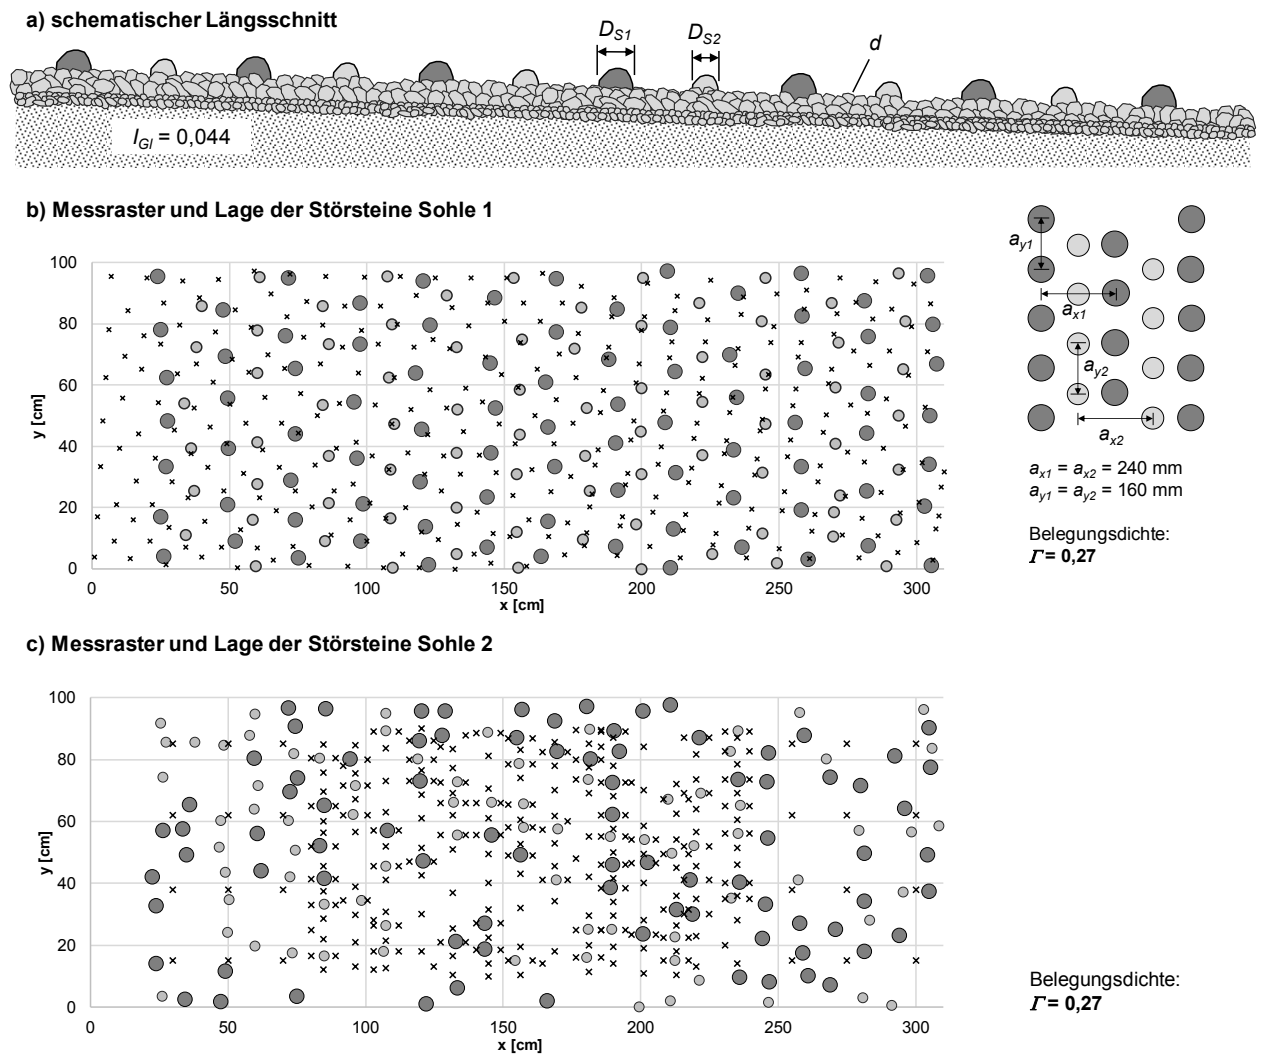 a) schematischer Längsschnitt
D_S1
D_S2
d
I_Gl = 0,044
b) Messraster und Lage der Störsteine Sohle 1
100
80
60
40
20
0
y [cm]
0 50 100 150 200 250 300
x [cm]
a_y1
a_x1
a_y2
a_x2
a_x1 = a_x2 = 240 mm
a_y1 = a_y2 = 160 mm
Belegungsdichte:
Γ = 0,27
c) Messraster und Lage der Störsteine Sohle 2
100
80
60
40
20
0
y [cm]
0 50 100 150 200 250 300
x [cm]
Belegungsdichte:
Γ = 0,27